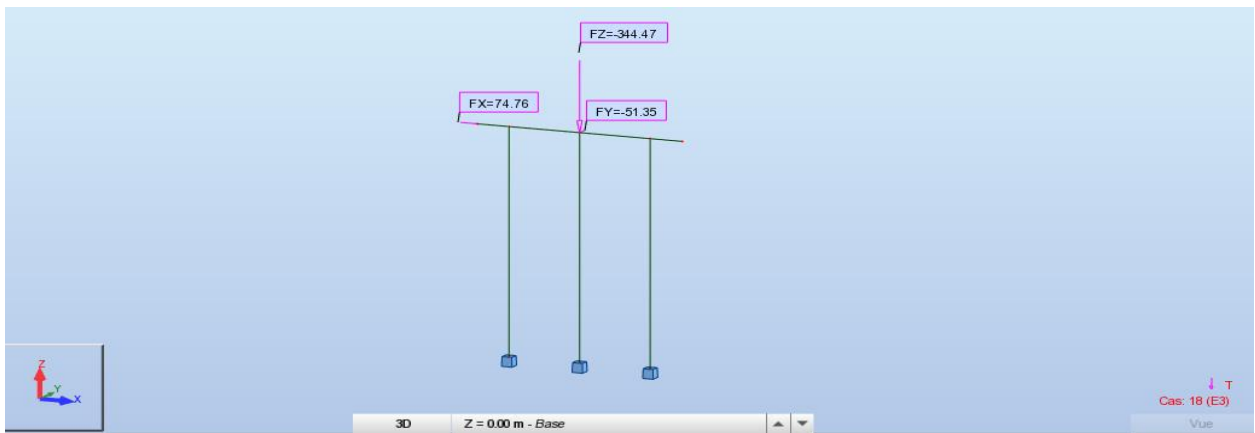 FZ=-344.47
FX=74.76
FY=-51.35
Z
Y
X
T
Cas: 18 (E3)
3D Z = 0.00 m - Base
Vue